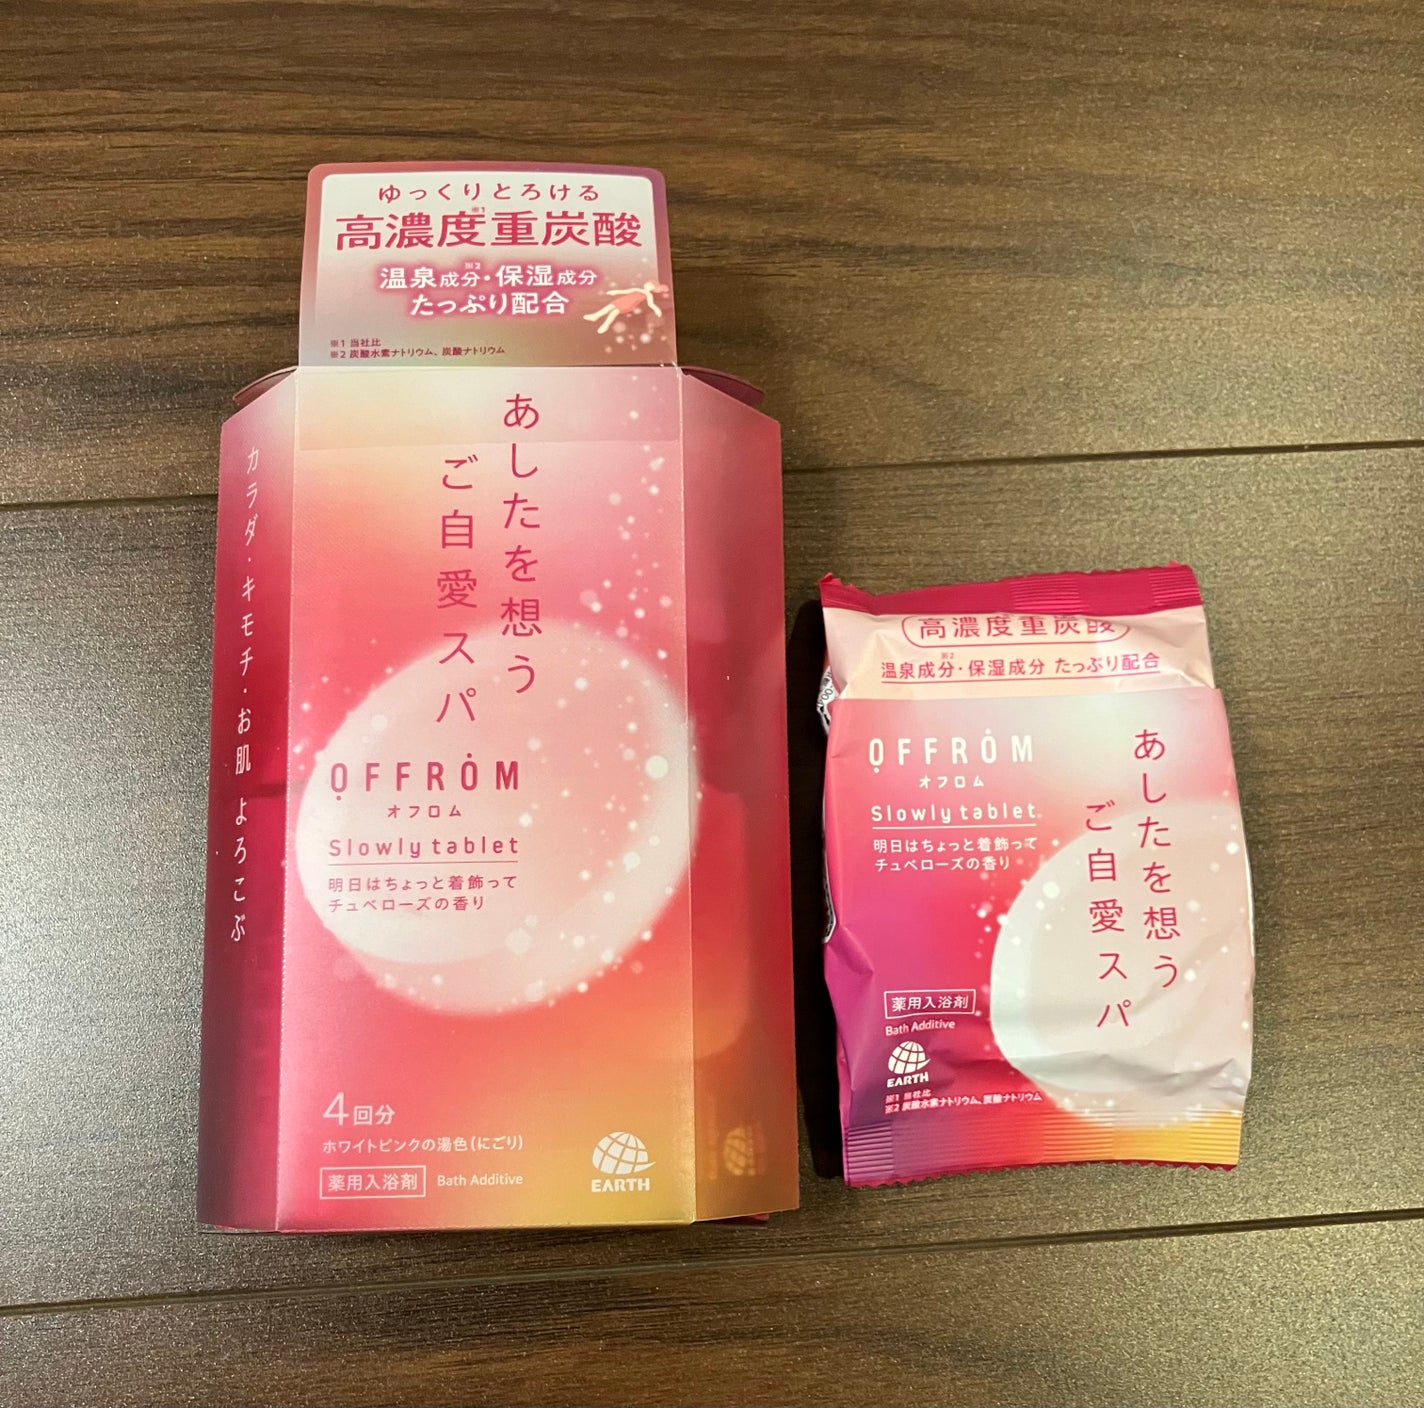 ゆっくりとろける
高濃度※1重炭酸
温泉成分※2・保湿成分
たっぷり配合
※1 当社比
※2 炭酸水素ナトリウム、炭酸ナトリウム
カラダ・キモチ・お肌 よろこぶ
あしたを想う
ご自愛スパ
OFFROM
オフロム
Slowly tablet
明日はちょっと着飾って
チュベローズの香り
4回分
ホワイトピンクの湯色(にごり)
薬用入浴剤 Bath Additive
EARTH
高濃度重炭酸
温泉成分※2・保湿成分 たっぷり配合
OFFROM
オフロム
Slowly tablet
明日はちょっと着飾って
チュベローズの香り
あしたを想う
ご自愛スパ
薬用入浴剤
Bath Additive
EARTH
※1 当社比
※2 炭酸水素ナトリウム、炭酸ナトリウム